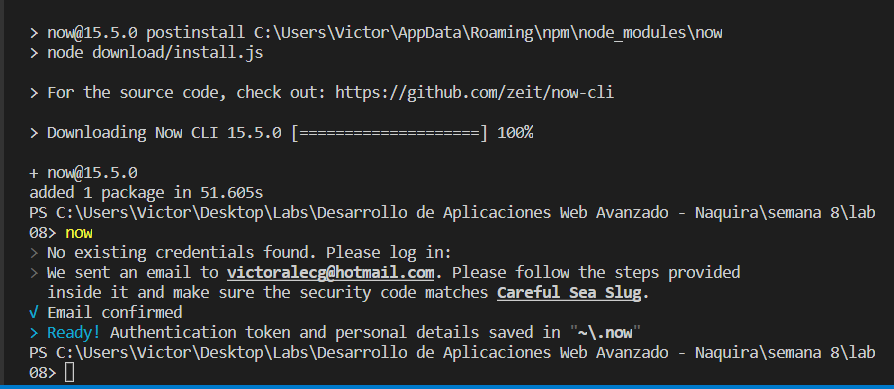 > now@15.5.0 postinstall C:\Users\Victor\AppData\Roaming\npm\node_modules\now
> node download/install.js
> For the source code, check out: https://github.com/zeit/now-cli
> Downloading Now CLI 15.5.0 [====================] 100%
+ now@15.5.0
added 1 package in 51.605s
PS C:\Users\Victor\Desktop\Labs\Desarrollo de Aplicaciones Web Avanzado - Naquira\semana 8\lab
08> now
> No existing credentials found. Please log in:
> We sent an email to victoralecg@hotmail.com. Please follow the steps provided
inside it and make sure the security code matches Careful Sea Slug.
√ Email confirmed
> Ready! Authentication token and personal details saved in "~\.now"
PS C:\Users\Victor\Desktop\Labs\Desarrollo de Aplicaciones Web Avanzado - Naquira\semana 8\lab
08>